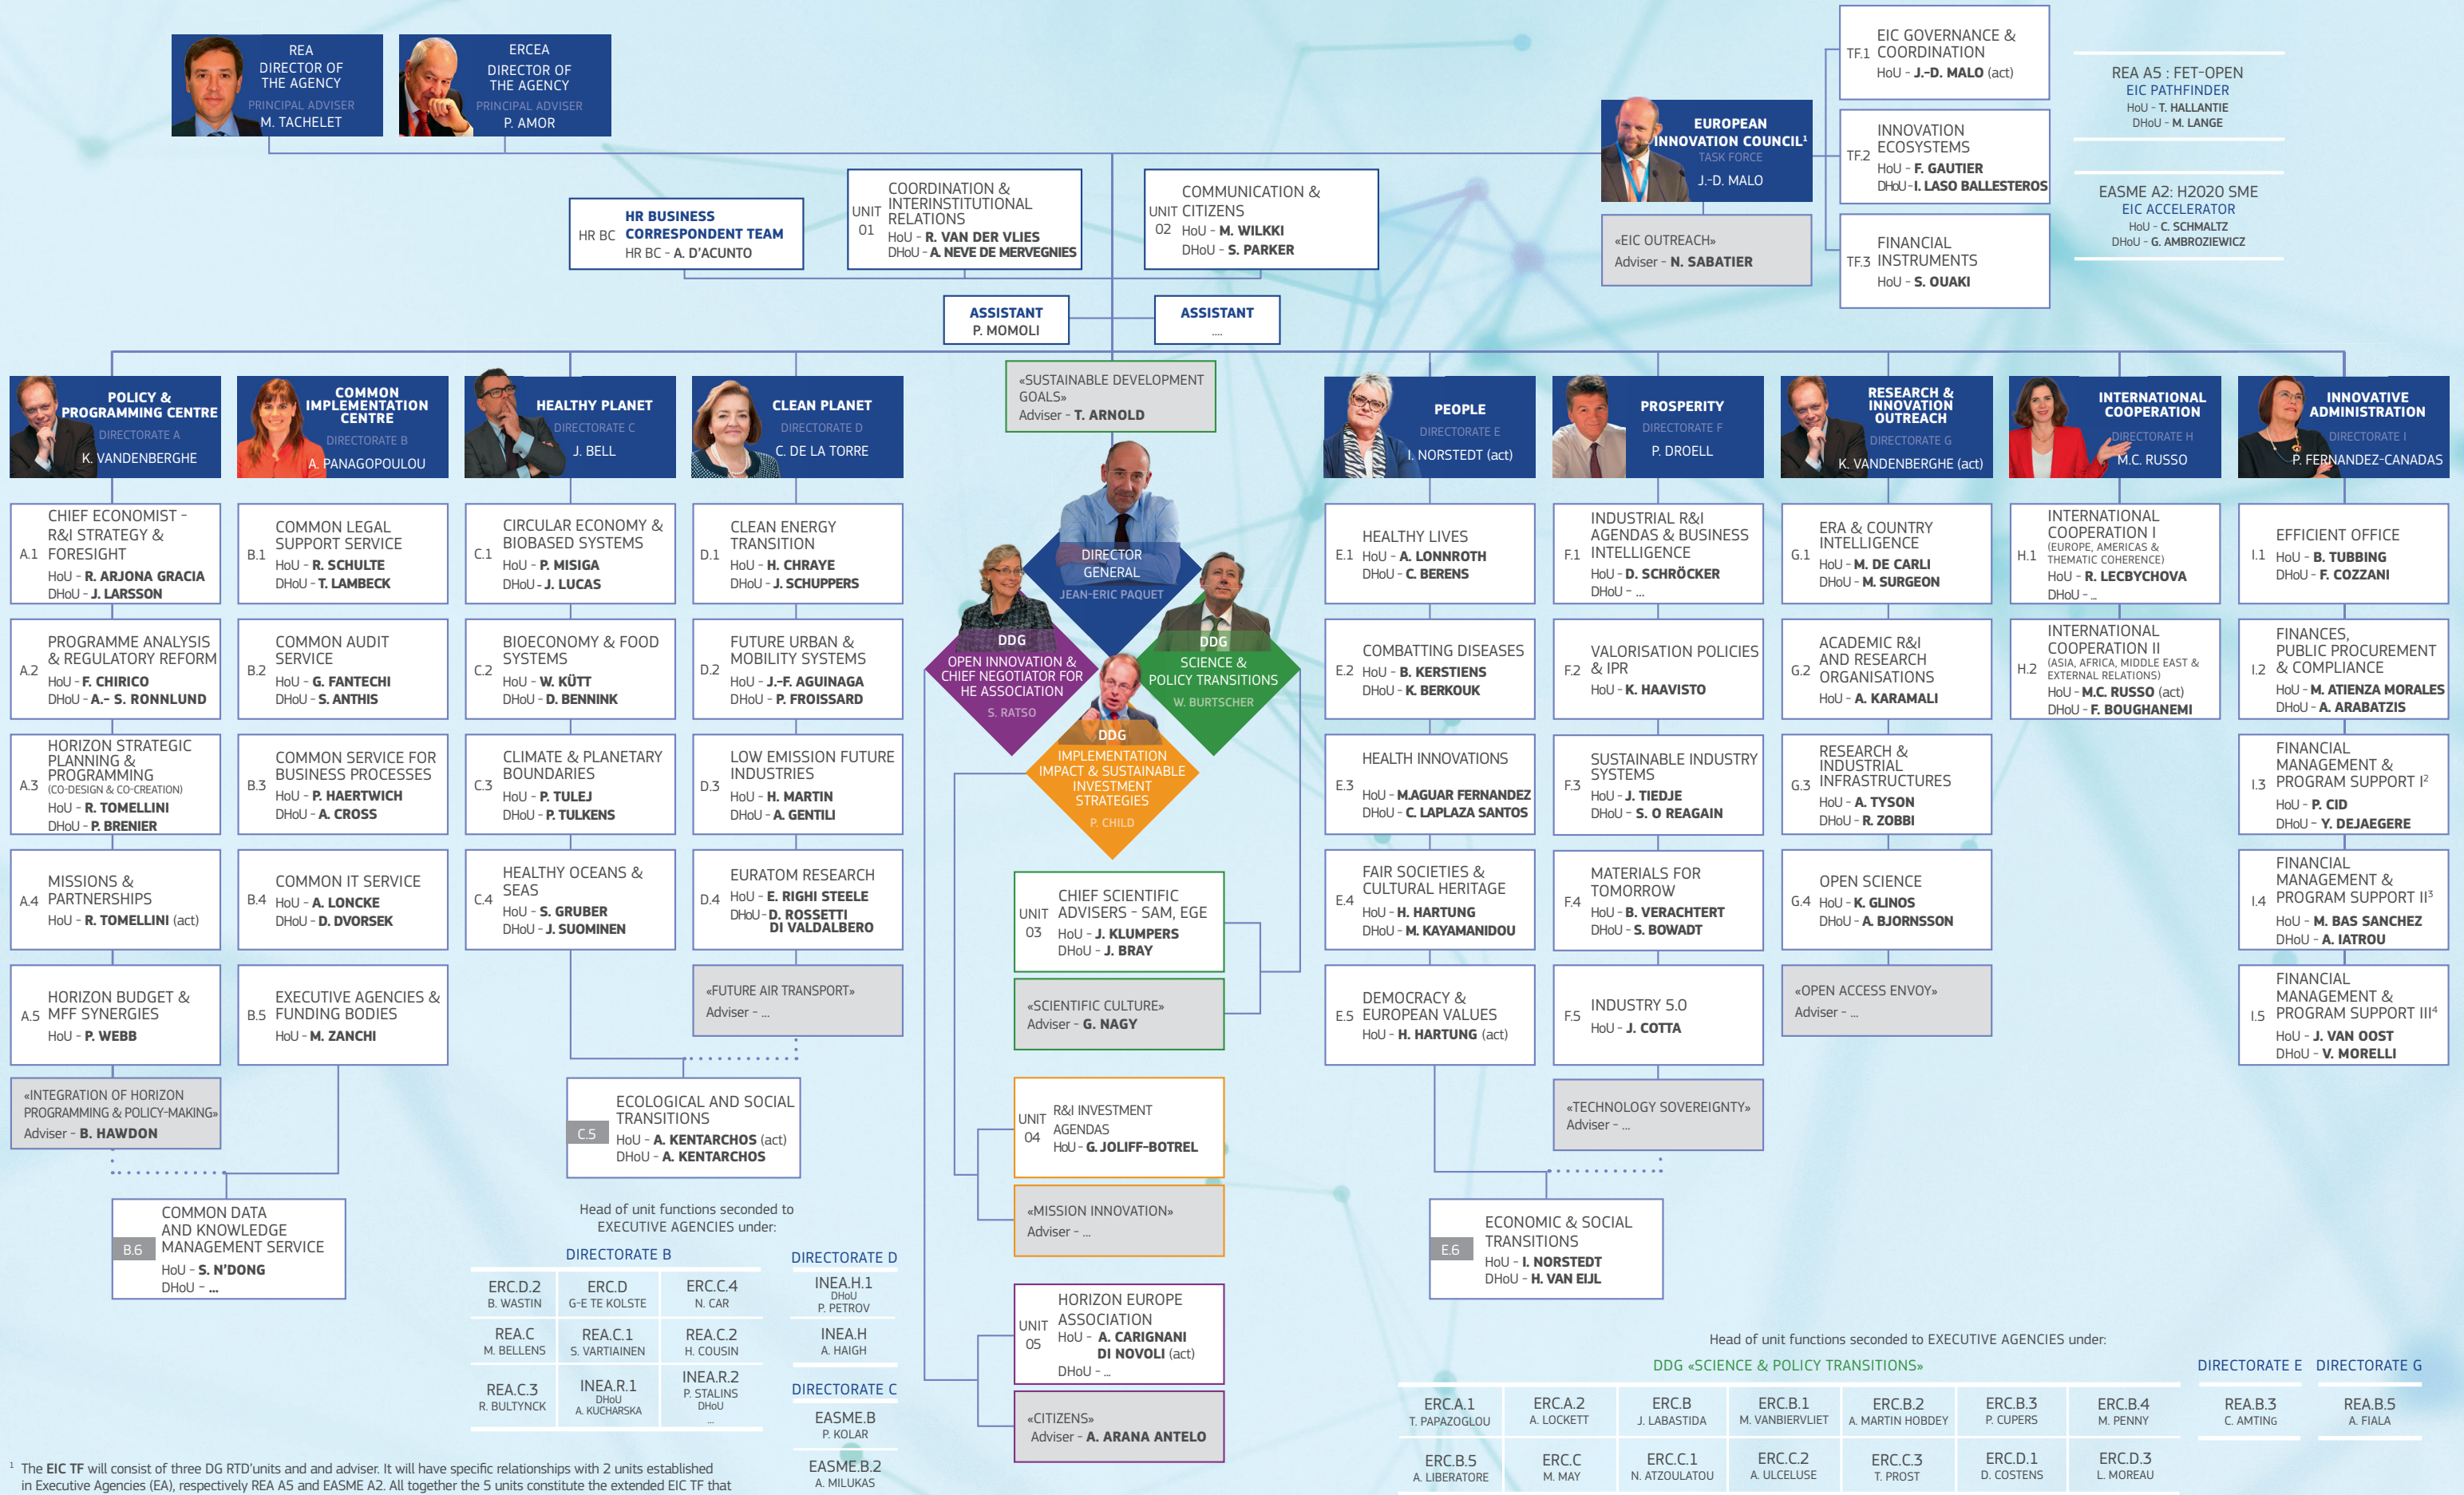 REA
DIRECTOR OF
THE AGENCY
PRINCIPAL ADVISER
M. TACHELET
ERCEA
DIRECTOR OF
THE AGENCY
PRINCIPAL ADVISER
P. AMOR
EUROPEAN
INNOVATION COUNCIL¹
TASK FORCE
J.-D. MALO
«EIC OUTREACH»
Adviser - N. SABATIER
TF.1
EIC GOVERNANCE &
COORDINATION
HoU - J.-D. MALO (act)
TF.2
INNOVATION
ECOSYSTEMS
HoU - F. GAUTIER
DHoU - I. LASO BALLESTEROS
TF.3
FINANCIAL
INSTRUMENTS
HoU - S. OUAKI
REA A5 : FET-OPEN
EIC PATHFINDER
HoU - T. HALLANTIE
DHoU - M. LANGE
EASME A2: H2020 SME
EIC ACCELERATOR
HoU - C. SCHMALTZ
DHoU - G. AMBROZIEWICZ
HR BC
HR BUSINESS
CORRESPONDENT TEAM
HR BC - A. D'ACUNTO
UNIT
01
COORDINATION &
INTERINSTITUTIONAL
RELATIONS
HoU - R. VAN DER VLIES
DHoU - A. NEVE DE MERVEGNIES
UNIT
02
COMMUNICATION &
CITIZENS
HoU - M. WILKKI
DHoU - S. PARKER
ASSISTANT
P. MOMOLI
ASSISTANT
....
POLICY &
PROGRAMMING CENTRE
DIRECTORATE A
K. VANDENBERGHE
A.1
CHIEF ECONOMIST -
R&I STRATEGY &
FORESIGHT
HoU - R. ARJONA GRACIA
DHoU - J. LARSSON
A.2
PROGRAMME ANALYSIS
& REGULATORY REFORM
HoU - F. CHIRICO
DHoU - A.- S. RONNLUND
A.3
HORIZON STRATEGIC
PLANNING &
PROGRAMMING
(CO-DESIGN & CO-CREATION)
HoU - R. TOMELLINI
DHoU - P. BRENIER
A.4
MISSIONS &
PARTNERSHIPS
HoU - R. TOMELLINI (act)
A.5
HORIZON BUDGET &
MFF SYNERGIES
HoU - P. WEBB
«INTEGRATION OF HORIZON
PROGRAMMING & POLICY-MAKING»
Adviser - B. HAWDON
COMMON
IMPLEMENTATION
CENTRE
DIRECTORATE B
A. PANAGOPOULOU
B.1
COMMON LEGAL
SUPPORT SERVICE
HoU - R. SCHULTE
DHoU - T. LAMBECK
B.2
COMMON AUDIT
SERVICE
HoU - G. FANTECHI
DHoU - S. ANTHIS
B.3
COMMON SERVICE FOR
BUSINESS PROCESSES
HoU - P. HAERTWICH
DHoU - A. CROSS
B.4
COMMON IT SERVICE
HoU - A. LONCKE
DHoU - D. DVORSEK
B.5
EXECUTIVE AGENCIES &
FUNDING BODIES
HoU - M. ZANCHI
B.6
COMMON DATA
AND KNOWLEDGE
MANAGEMENT SERVICE
HoU - S. N'DONG
DHoU - ...
HEALTHY PLANET
DIRECTORATE C
J. BELL
C.1
CIRCULAR ECONOMY &
BIOBASED SYSTEMS
HoU - P. MISIGA
DHoU - J. LUCAS
C.2
BIOECONOMY & FOOD
SYSTEMS
HoU - W. KÜTT
DHoU - D. BENNINK
C.3
CLIMATE & PLANETARY
BOUNDARIES
HoU - P. TULEJ
DHoU - P. TULKENS
C.4
HEALTHY OCEANS &
SEAS
HoU - S. GRUBER
DHoU - J. SUOMINEN
C.5
ECOLOGICAL AND SOCIAL
TRANSITIONS
HoU - A. KENTARCHOS (act)
DHoU - A. KENTARCHOS
CLEAN PLANET
DIRECTORATE D
C. DE LA TORRE
D.1
CLEAN ENERGY
TRANSITION
HoU - H. CHRAYE
DHoU - J. SCHUPPERS
D.2
FUTURE URBAN &
MOBILITY SYSTEMS
HoU - J.-F. AGUINAGA
DHoU - P. FROISSARD
D.3
LOW EMISSION FUTURE
INDUSTRIES
HoU - H. MARTIN
DHoU - A. GENTILI
D.4
EURATOM RESEARCH
HoU - E. RIGHI STEELE
DHoU - D. ROSSETTI
DI VALDALBERO
«FUTURE AIR TRANSPORT»
Adviser - ...
«SUSTAINABLE DEVELOPMENT
GOALS»
Adviser - T. ARNOLD
DIRECTOR
GENERAL
JEAN-ERIC PAQUET
DDG
OPEN INNOVATION &
CHIEF NEGOTIATOR FOR
HE ASSOCIATION
S. RATSO
DDG
SCIENCE &
POLICY TRANSITIONS
W. BURTSCHER
DDG
IMPLEMENTATION
IMPACT & SUSTAINABLE
INVESTMENT
STRATEGIES
P. CHILD
UNIT
03
CHIEF SCIENTIFIC
ADVISERS - SAM, EGE
HoU - J. KLUMPERS
DHoU - J. BRAY
«SCIENTIFIC CULTURE»
Adviser - G. NAGY
UNIT
04
R&I INVESTMENT
AGENDAS
HoU - G. JOLIFF-BOTREL
«MISSION INNOVATION»
Adviser - ...
UNIT
05
HORIZON EUROPE
ASSOCIATION
HoU - A. CARIGNANI
DI NOVOLI (act)
DHoU - ...
«CITIZENS»
Adviser - A. ARANA ANTELO
PEOPLE
DIRECTORATE E
I. NORSTEDT (act)
E.1
HEALTHY LIVES
HoU - A. LONNROTH
DHoU - C. BERENS
E.2
COMBATTING DISEASES
HoU - B. KERSTIENS
DHoU - K. BERKOUK
E.3
HEALTH INNOVATIONS
HoU - M.AGUAR FERNANDEZ
DHoU - C. LAPLAZA SANTOS
E.4
FAIR SOCIETIES &
CULTURAL HERITAGE
HoU - H. HARTUNG
DHoU - M. KAYAMANIDOU
E.5
DEMOCRACY &
EUROPEAN VALUES
HoU - H. HARTUNG (act)
E.6
ECONOMIC & SOCIAL
TRANSITIONS
HoU - I. NORSTEDT
DHoU - H. VAN EIJL
PROSPERITY
DIRECTORATE F
P. DROELL
F.1
INDUSTRIAL R&I
AGENDAS & BUSINESS
INTELLIGENCE
HoU - D. SCHRÖCKER
DHoU - ...
F.2
VALORISATION POLICIES
& IPR
HoU - K. HAAVISTO
F.3
SUSTAINABLE INDUSTRY
SYSTEMS
HoU - J. TIEDJE
DHoU - S. O REAGAIN
F.4
MATERIALS FOR
TOMORROW
HoU - B. VERACHTERT
DHoU - S. BOWADT
F.5
INDUSTRY 5.0
HoU - J. COTTA
«TECHNOLOGY SOVEREIGNTY»
Adviser - ...
RESEARCH &
INNOVATION
OUTREACH
DIRECTORATE G
K. VANDENBERGHE (act)
G.1
ERA & COUNTRY
INTELLIGENCE
HoU - M. DE CARLI
DHoU - M. SURGEON
G.2
ACADEMIC R&I
AND RESEARCH
ORGANISATIONS
HoU - A. KARAMALI
G.3
RESEARCH &
INDUSTRIAL
INFRASTRUCTURES
HoU - A. TYSON
DHoU - R. ZOBBI
G.4
OPEN SCIENCE
HoU - K. GLINOS
DHoU - A. BJORNSSON
«OPEN ACCESS ENVOY»
Adviser - ...
INTERNATIONAL
COOPERATION
DIRECTORATE H
M.C. RUSSO
H.1
INTERNATIONAL
COOPERATION I
(EUROPE, AMERICAS &
THEMATIC COHERENCE)
HoU - R. LECBYCHOVA
DHoU - ...
H.2
INTERNATIONAL
COOPERATION II
(ASIA, AFRICA, MIDDLE EAST &
EXTERNAL RELATIONS)
HoU - M.C. RUSSO (act)
DHoU - F. BOUGHANEMI
INNOVATIVE
ADMINISTRATION
DIRECTORATE I
P. FERNANDEZ-CANADAS
I.1
EFFICIENT OFFICE
HoU - B. TUBBING
DHoU - F. COZZANI
I.2
FINANCES,
PUBLIC PROCUREMENT
& COMPLIANCE
HoU - M. ATIENZA MORALES
DHoU - A. ARABATZIS
I.3
FINANCIAL
MANAGEMENT &
PROGRAM SUPPORT I²
HoU - P. CID
DHoU - Y. DEJAEGERE
I.4
FINANCIAL
MANAGEMENT &
PROGRAM SUPPORT II³
HoU - M. BAS SANCHEZ
DHoU - A. IATROU
I.5
FINANCIAL
MANAGEMENT &
PROGRAM SUPPORT III⁴
HoU - J. VAN OOST
DHoU - V. MORELLI
Head of unit functions seconded to
EXECUTIVE AGENCIES under:
DIRECTORATE B
ERC.D.2
B. WASTIN
ERC.D
G-E TE KOLSTE
ERC.C.4
N. CAR
REA.C
M. BELLENS
REA.C.1
S. VARTIAINEN
REA.C.2
H. COUSIN
REA.C.3
R. BULTYNCK
INEA.R.1
DHoU
A. KUCHARSKA
INEA.R.2
P. STALINS
DHoU
...
DIRECTORATE D
INEA.H.1
DHoU
P. PETROV
INEA.H
A. HAIGH
DIRECTORATE C
EASME.B
P. KOLAR
EASME.B.2
A. MILUKAS
Head of unit functions seconded to EXECUTIVE AGENCIES under:
DDG «SCIENCE & POLICY TRANSITIONS»
ERC.A.1
T. PAPAZOGLOU
ERC.A.2
A. LOCKETT
ERC.B
J. LABASTIDA
ERC.B.1
M. VANBIERVLIET
ERC.B.2
A. MARTIN HOBDEY
ERC.B.3
P. CUPERS
ERC.B.4
M. PENNY
ERC.B.5
A. LIBERATORE
ERC.C
M. MAY
ERC.C.1
N. ATZOULATOU
ERC.C.2
A. ULCELUSE
ERC.C.3
T. PROST
ERC.D.1
D. COSTENS
ERC.D.3
L. MOREAU
DIRECTORATE E
REA.B.3
C. AMTING
DIRECTORATE G
REA.B.5
A. FIALA
¹ The EIC TF will consist of three DG RTD'units and and adviser. It will have specific relationships with 2 units established
in Executive Agencies (EA), respectively REA A5 and EASME A2. All together the 5 units constitute the extended EIC TF that